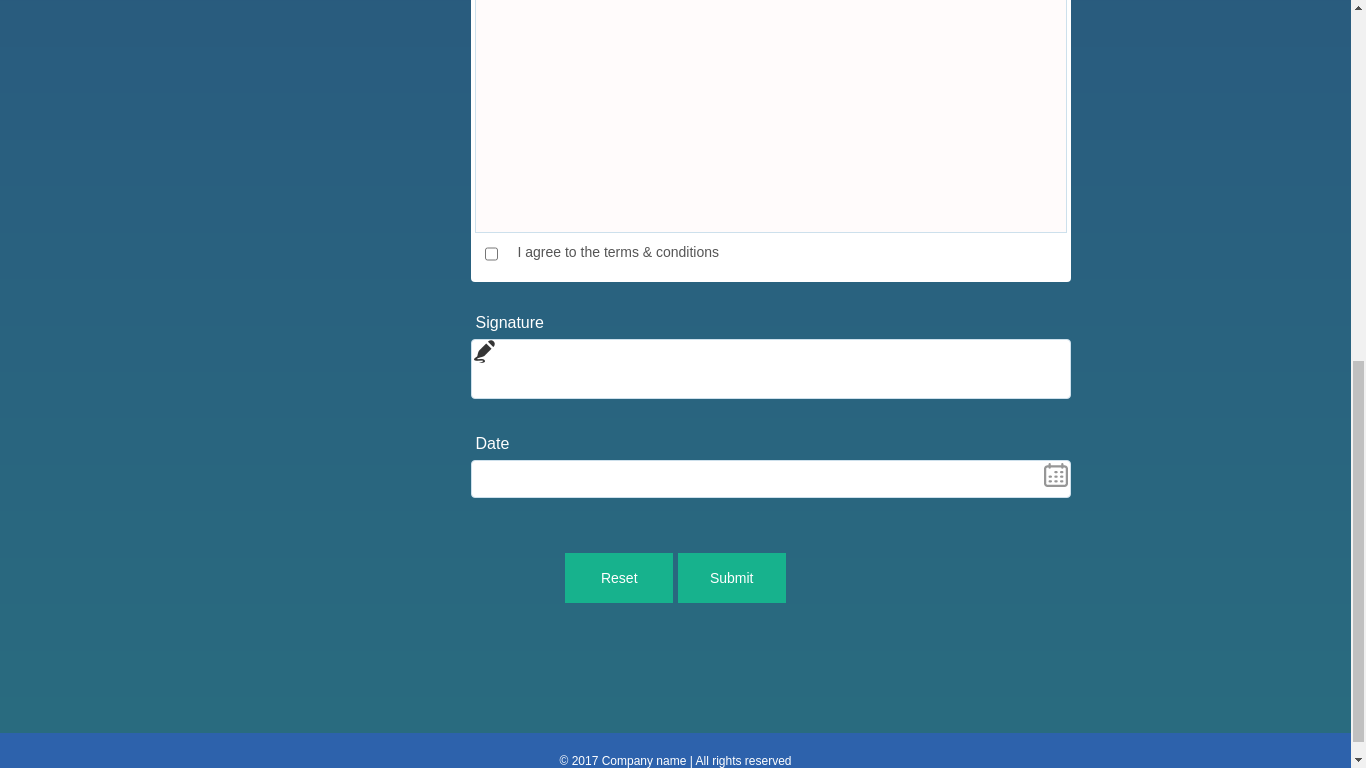 I agree to the terms & conditions
Signature
Date
Reset Submit
© 2017 Company name | All rights reserved